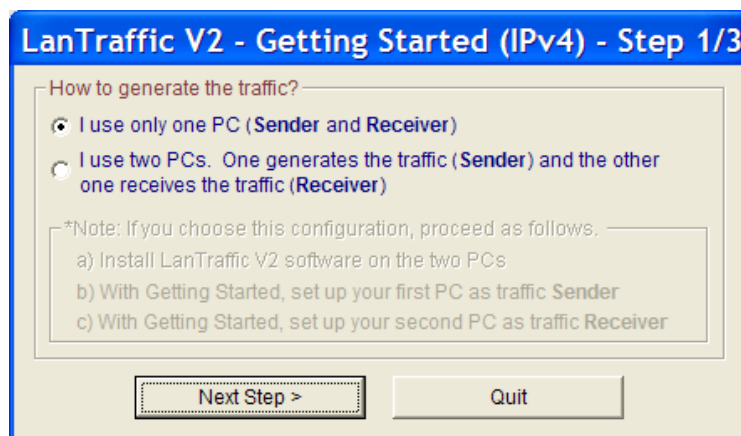 LanTraffic V2 - Getting Started (IPv4) - Step 1/3
How to generate the traffic?
I use only one PC (Sender and Receiver)
I use two PCs. One generates the traffic (Sender) and the other
one receives the traffic (Receiver)
*Note: If you choose this configuration, proceed as follows.
a) Install LanTraffic V2 software on the two PCs
b) With Getting Started, set up your first PC as traffic Sender
c) With Getting Started, set up your second PC as traffic Receiver
Next Step >
Quit